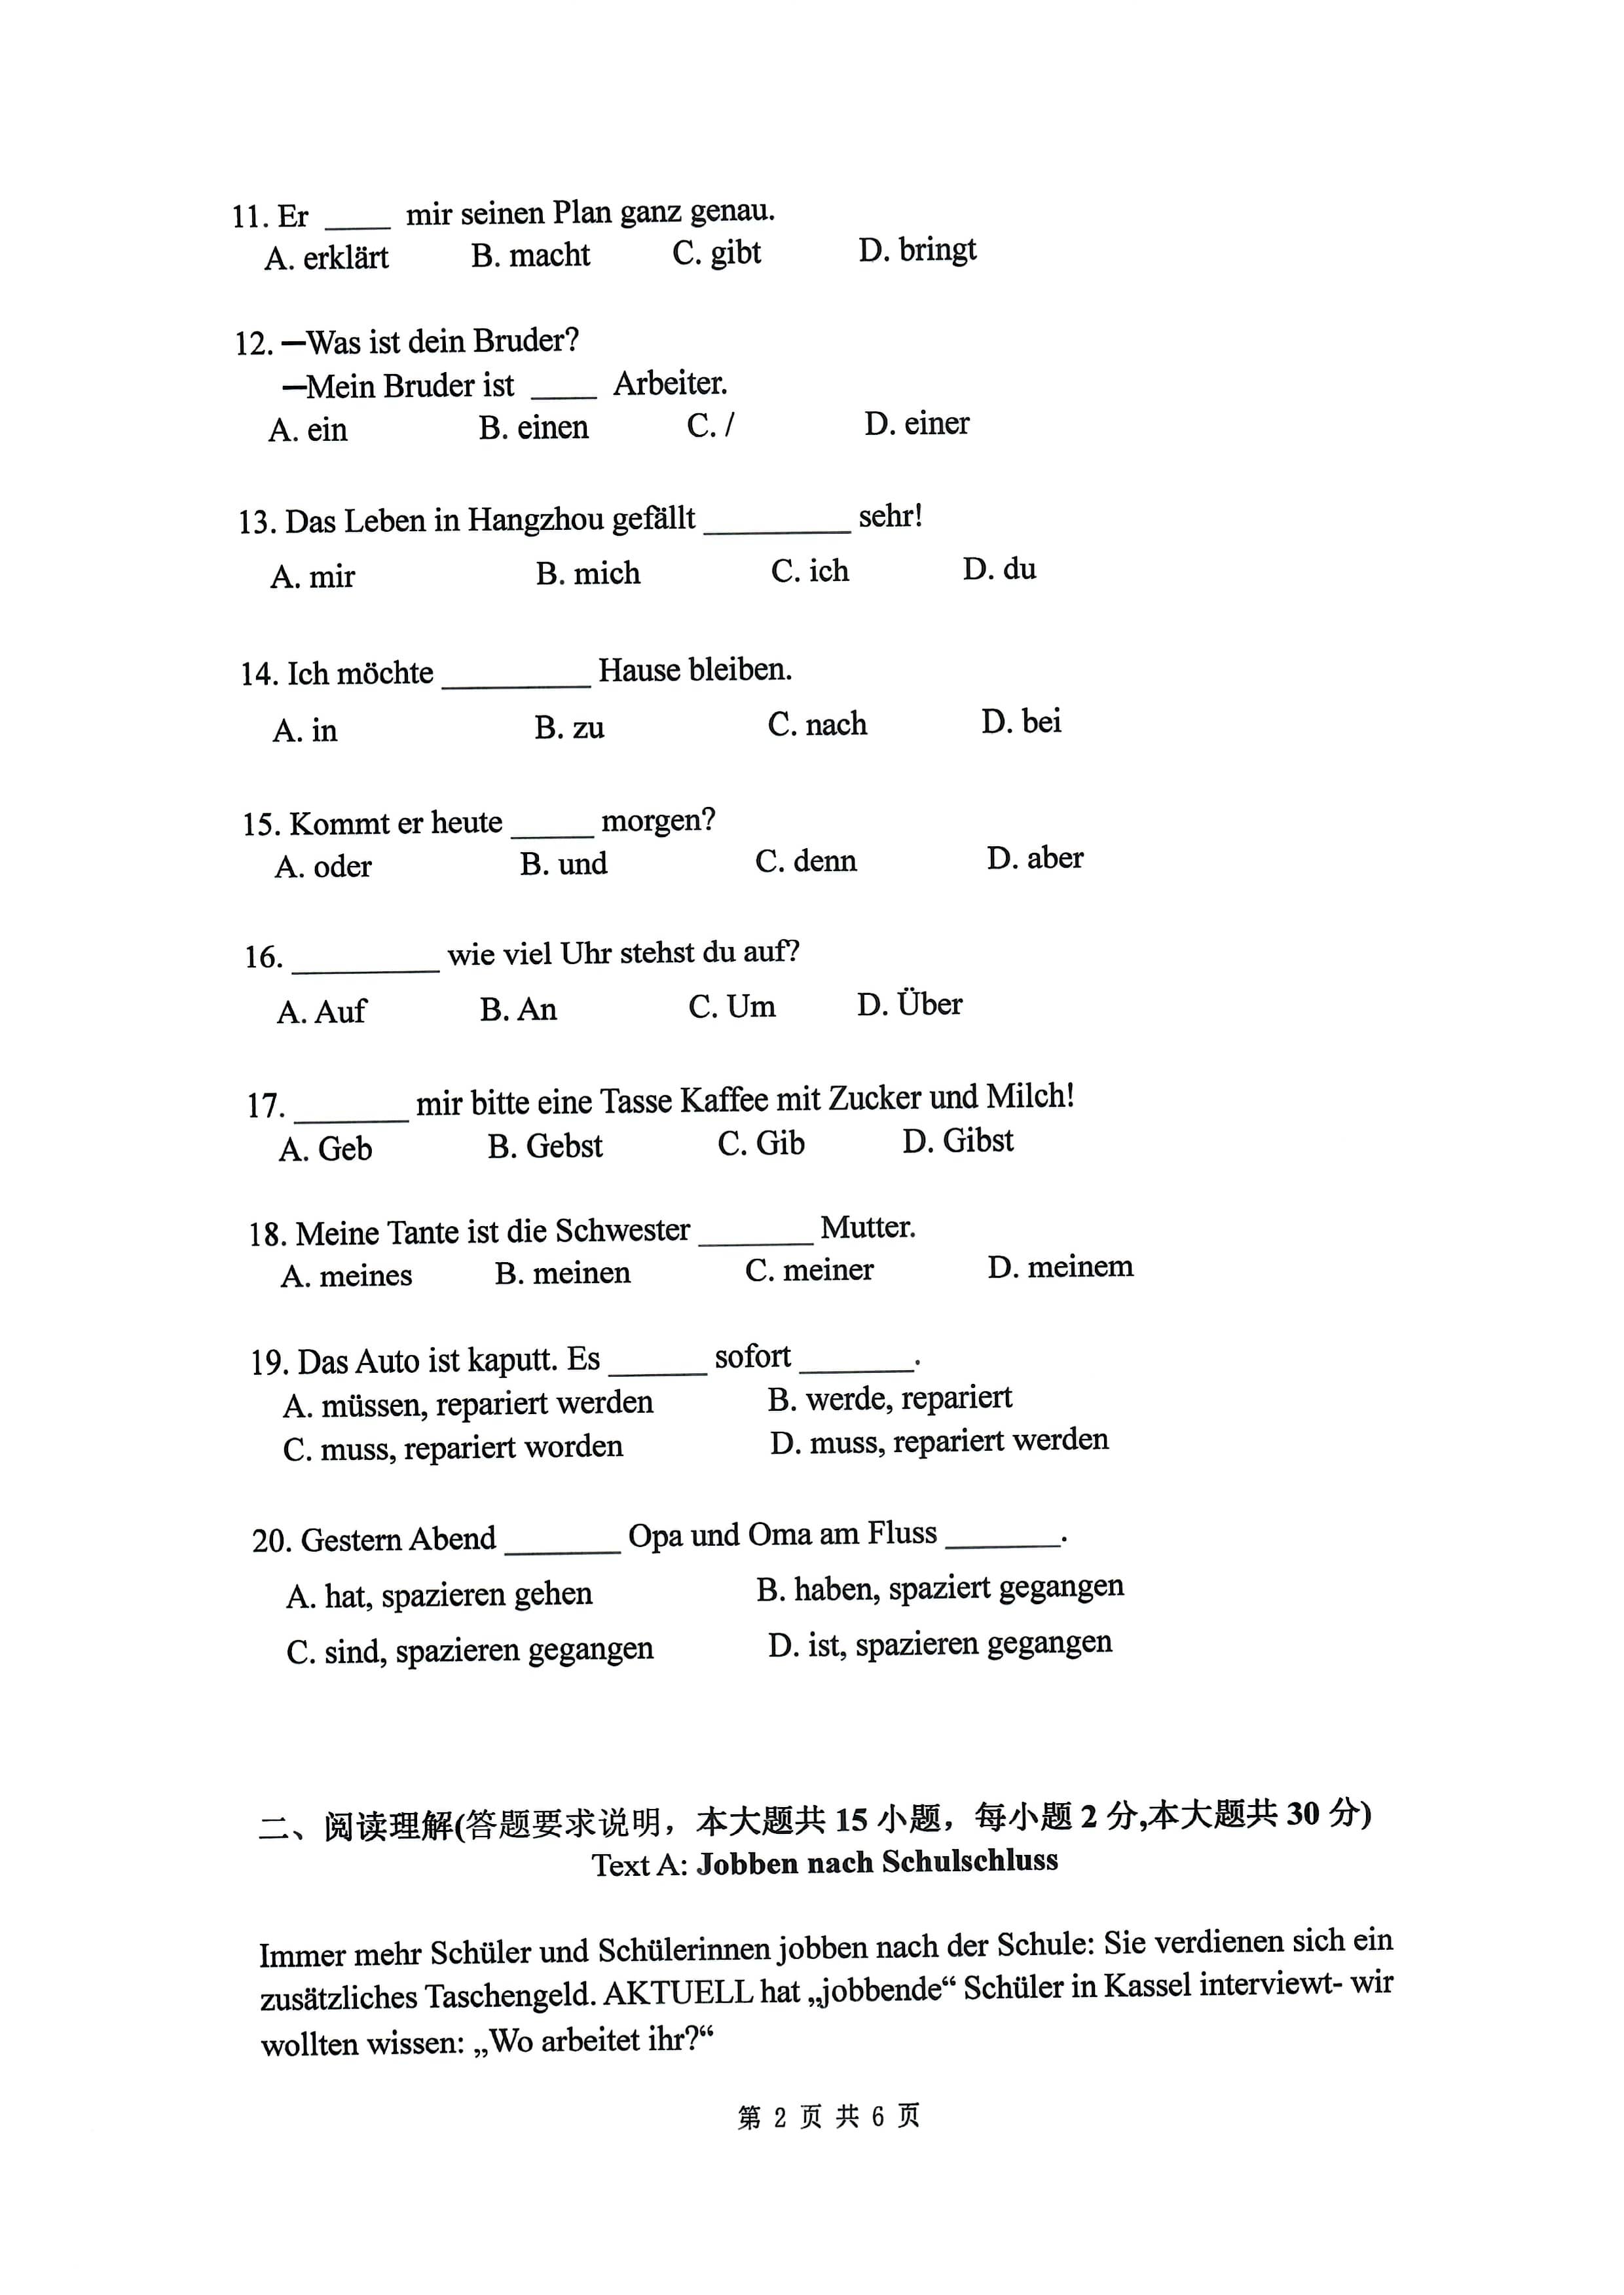 11. Er ____ mir seinen Plan ganz genau.
A. erklärt B. macht C. gibt D. bringt
12. —Was ist dein Bruder?
—Mein Bruder ist ____ Arbeiter.
A. ein B. einen C. / D. einer
13. Das Leben in Hangzhou gefällt _________ sehr!
A. mir B. mich C. ich D. du
14. Ich möchte _________ Hause bleiben.
A. in B. zu C. nach D. bei
15. Kommt er heute _____ morgen?
A. oder B. und C. denn D. aber
16. _________ wie viel Uhr stehst du auf?
A. Auf B. An C. Um D. Über
17. _______ mir bitte eine Tasse Kaffee mit Zucker und Milch!
A. Geb B. Gebst C. Gib D. Gibst
18. Meine Tante ist die Schwester _______ Mutter.
A. meines B. meinen C. meiner D. meinem
19. Das Auto ist kaputt. Es ______ sofort _______.
A. müssen, repariert werden B. werde, repariert
C. muss, repariert worden D. muss, repariert werden
20. Gestern Abend _______ Opa und Oma am Fluss _______.
A. hat, spazieren gehen B. haben, spaziert gegangen
C. sind, spazieren gegangen D. ist, spazieren gegangen
二、阅读理解(答题要求说明，本大题共 15 小题，每小题 2 分,本大题共 30 分)
Text A: Jobben nach Schulschluss
Immer mehr Schüler und Schülerinnen jobben nach der Schule: Sie verdienen sich ein
zusätzliches Taschengeld. AKTUELL hat „jobbende“ Schüler in Kassel interviewt- wir
wollten wissen: „Wo arbeitet ihr?“
第 2 页 共 6 页